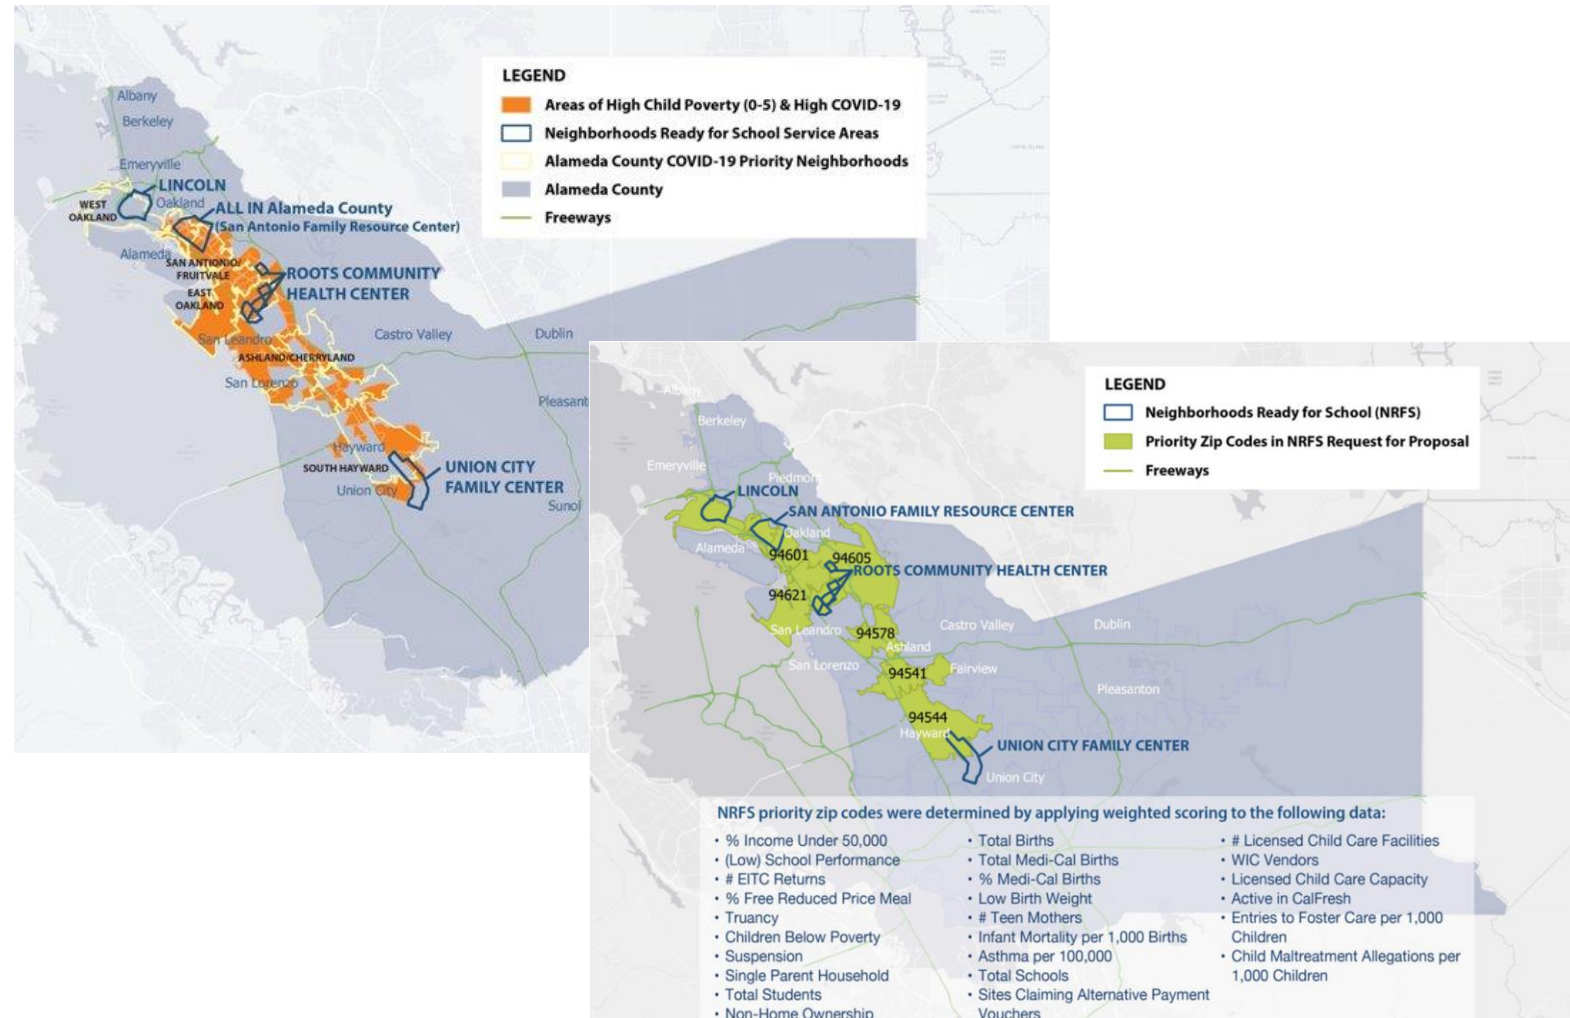 LEGEND
Areas of High Child Poverty (0-5) & High COVID-19
Neighborhoods Ready for School Service Areas
Alameda County COVID-19 Priority Neighborhoods
Alameda County
Freeways
Albany
Berkeley
Emeryville
LINCOLN
WEST
OAKLAND
Oakland
ALL IN Alameda County
(San Antonio Family Resource Center)
Alameda
SAN ANTIONIO/
FRUITVALE
ROOTS COMMUNITY
HEALTH CENTER
EAST
OAKLAND
San Leandro
Castro Valley
Dublin
ASHLAND/CHERRYLAND
San Lorenzo
Pleasant
Hayward
SOUTH HAYWARD
UNION CITY
FAMILY CENTER
Union City
Sunol
LEGEND
Neighborhoods Ready for School (NRFS)
Priority Zip Codes in NRFS Request for Proposal
Freeways
Albany
Berkeley
Emeryville
Piedmont
LINCOLN
SAN ANTONIO FAMILY RESOURCE CENTER
Oakland
Alameda
94601
94605
ROOTS COMMUNITY HEALTH CENTER
94621
San Leandro
94578
Castro Valley
Dublin
Ashland
San Lorenzo
94541
Fairview
Pleasanton
94544
Hayward
UNION CITY FAMILY CENTER
Union City
NRFS priority zip codes were determined by applying weighted scoring to the following data:
• % Income Under 50,000
• (Low) School Performance
• # EITC Returns
• % Free Reduced Price Meal
• Truancy
• Children Below Poverty
• Suspension
• Single Parent Household
• Total Students
• Non-Home Ownership
• Total Births
• Total Medi-Cal Births
• % Medi-Cal Births
• Low Birth Weight
• # Teen Mothers
• Infant Mortality per 1,000 Births
• Asthma per 100,000
• Total Schools
• Sites Claiming Alternative Payment
Vouchers
• # Licensed Child Care Facilities
• WIC Vendors
• Licensed Child Care Capacity
• Active in CalFresh
• Entries to Foster Care per 1,000
Children
• Child Maltreatment Allegations per
1,000 Children